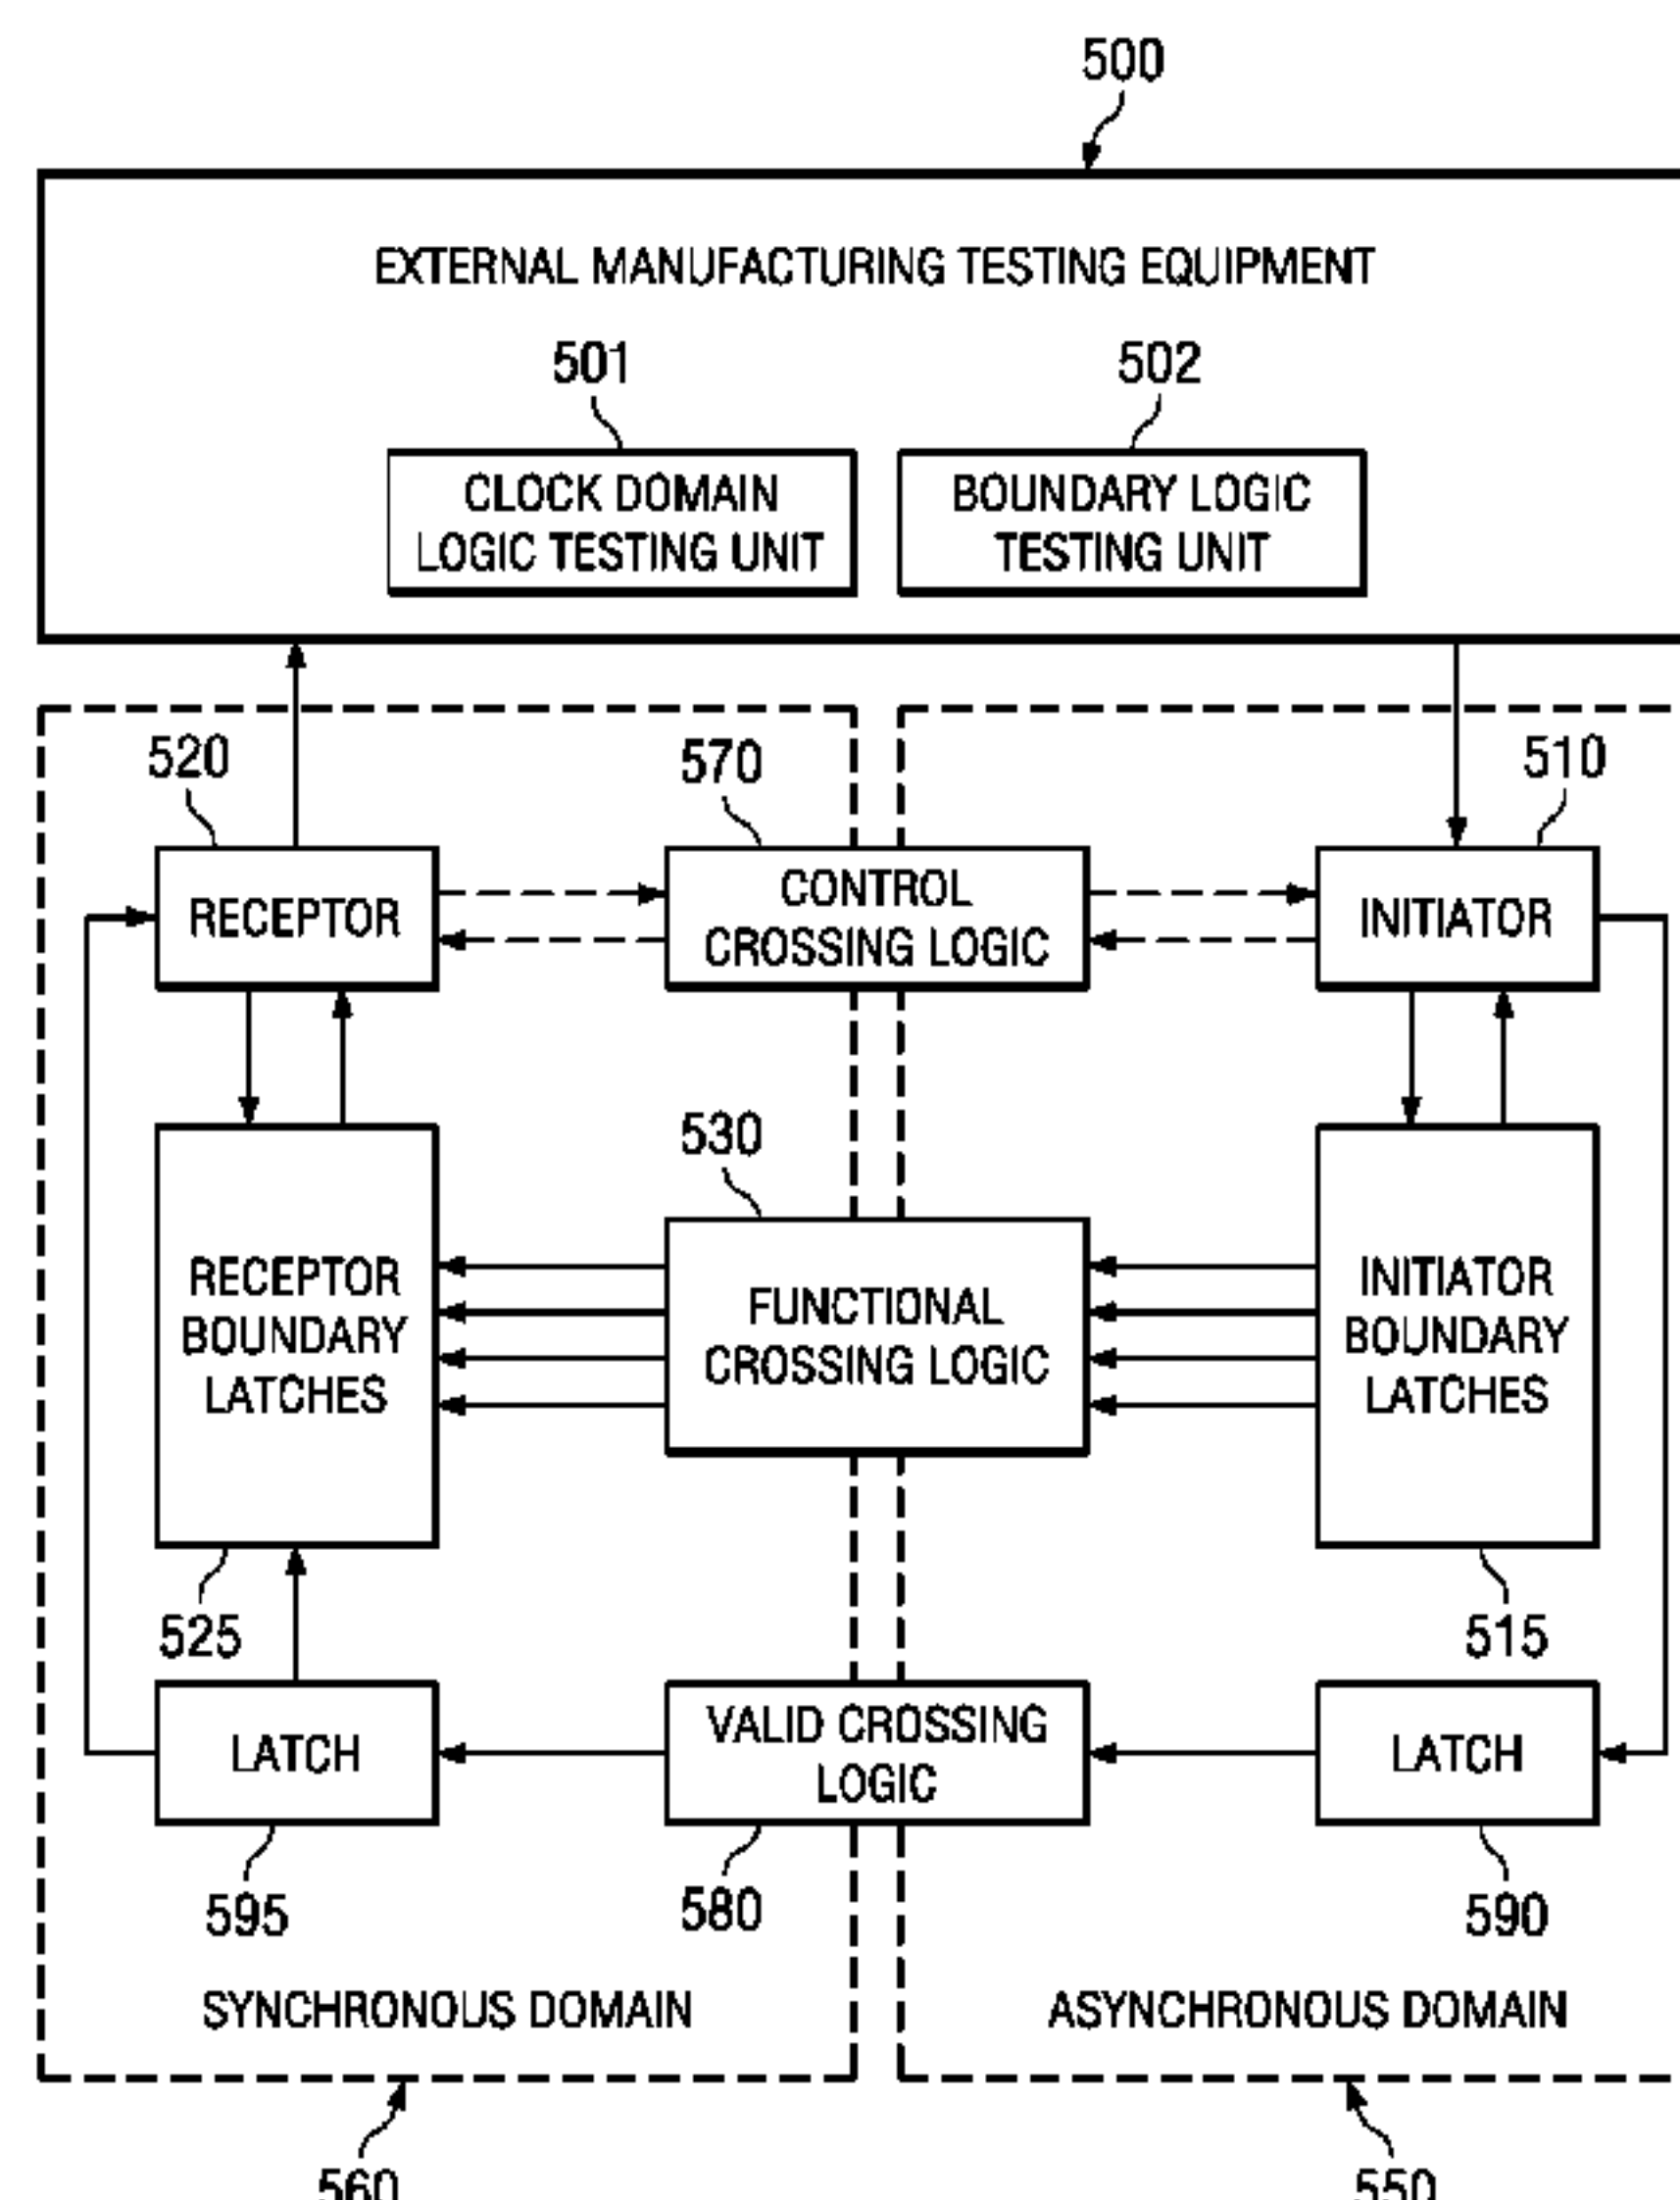 500
EXTERNAL MANUFACTURING TESTING EQUIPMENT
501
502
CLOCK DOMAIN
LOGIC TESTING UNIT
BOUNDARY LOGIC
TESTING UNIT
520
570
510
RECEPTOR
CONTROL
CROSSING LOGIC
INITIATOR
530
RECEPTOR
BOUNDARY
LATCHES
FUNCTIONAL
CROSSING LOGIC
INITIATOR
BOUNDARY
LATCHES
525
515
LATCH
VALID CROSSING
LOGIC
LATCH
595
580
590
SYNCHRONOUS DOMAIN
ASYNCHRONOUS DOMAIN
560
550